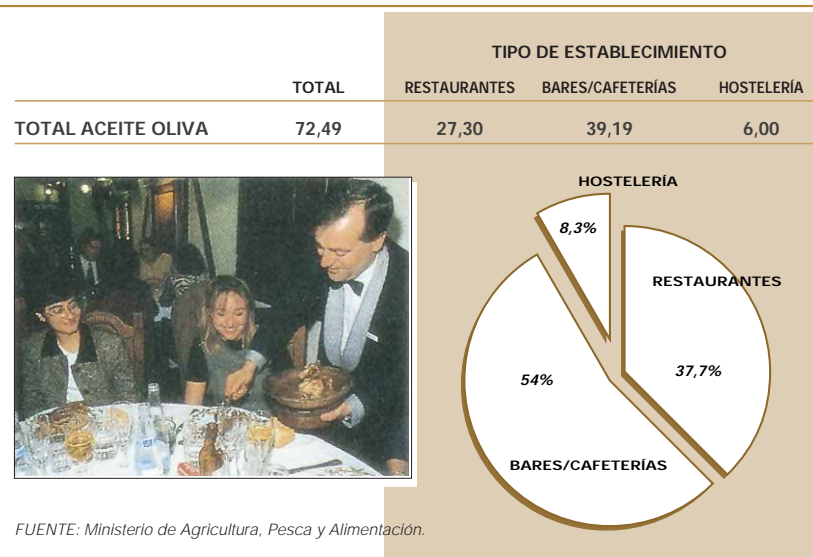 TIPO DE ESTABLECIMIENTO
TOTAL RESTAURANTES BARES/CAFETERÍAS HOSTELERÍA
TOTAL ACEITE OLIVA 72,49 27,30 39,19 6,00
HOSTELERÍA
8,3%
RESTAURANTES
37,7%
54%
BARES/CAFETERÍAS
FUENTE: Ministerio de Agricultura, Pesca y Alimentación.